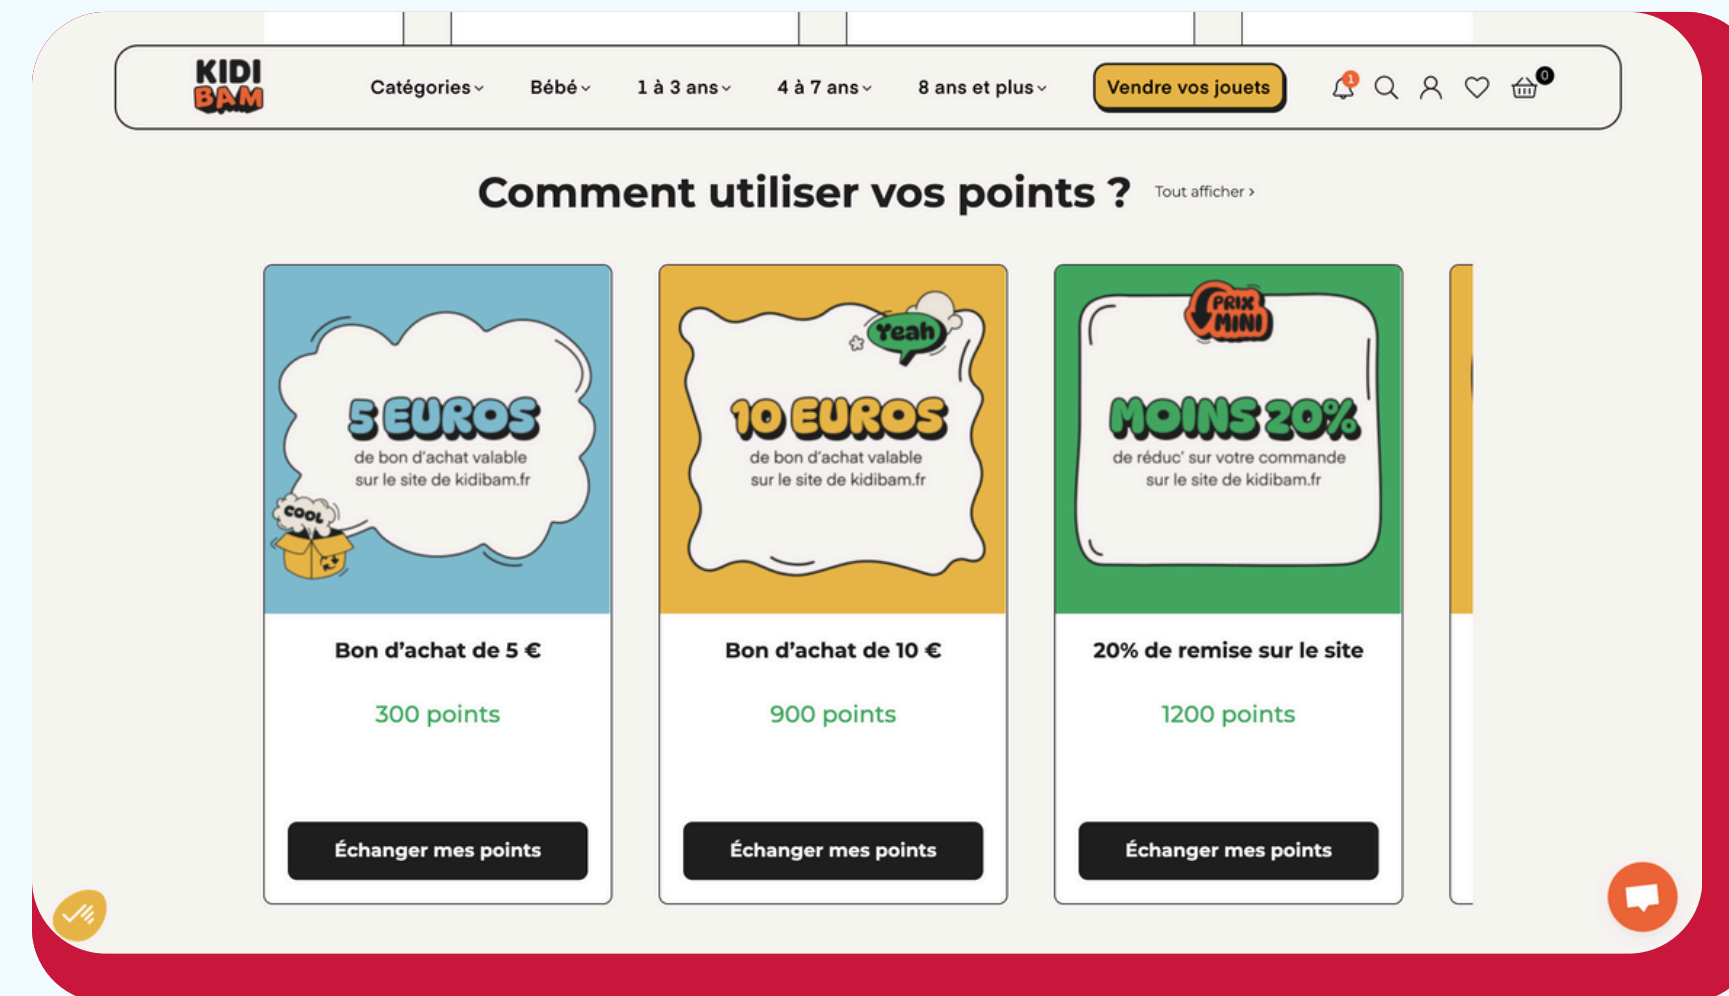 KIDI
BAM
Catégories
Bébé
1 à 3 ans
4 à 7 ans
8 ans et plus
Vendre vos jouets
1
0
Comment utiliser vos points ?
Tout afficher >
5 EUROS
de bon d'achat valable
sur le site de kidibam.fr
COOL
Yeah
10 EUROS
de bon d'achat valable
sur le site de kidibam.fr
PRIX
MINI
MOINS 20%
de réduc' sur votre commande
sur le site de kidibam.fr
Bon d'achat de 5 €
300 points
Échanger mes points
Bon d'achat de 10 €
900 points
Échanger mes points
20% de remise sur le site
1200 points
Échanger mes points